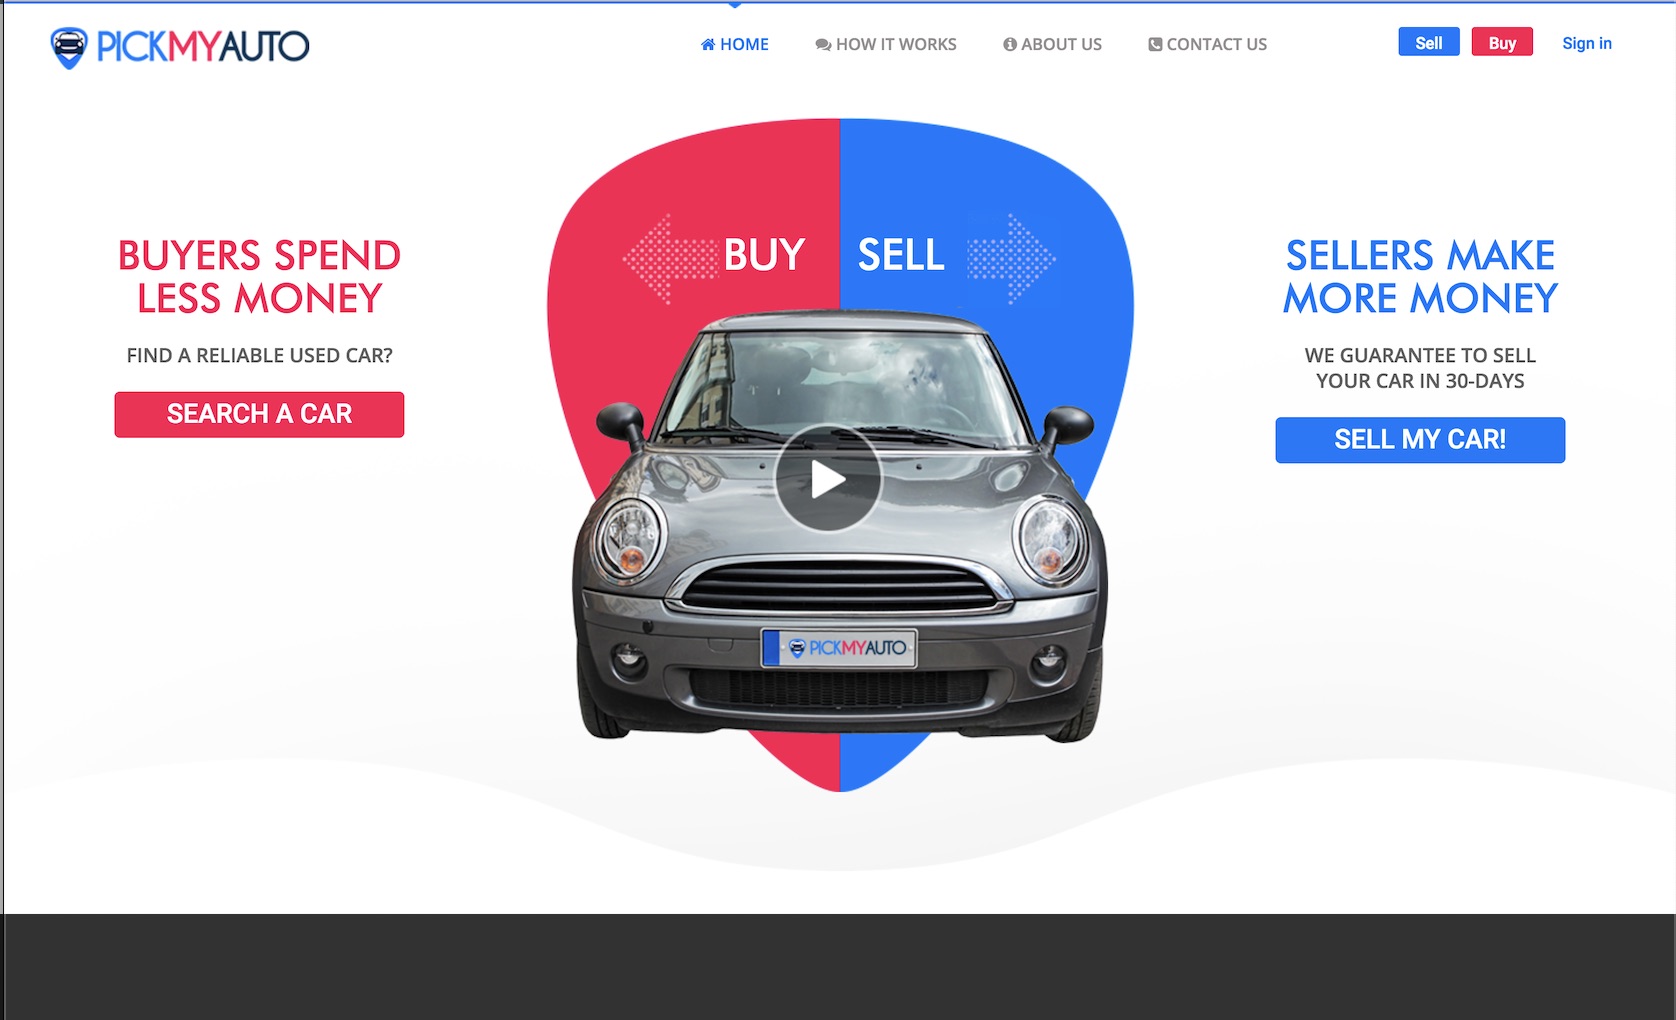 PICKMYAUTO
HOME
HOW IT WORKS
ABOUT US
CONTACT US
Sell
Buy
Sign in
BUYERS SPEND
LESS MONEY
FIND A RELIABLE USED CAR?
SEARCH A CAR
BUY
SELL
PICKMYAUTO
SELLERS MAKE
MORE MONEY
WE GUARANTEE TO SELL
YOUR CAR IN 30-DAYS
SELL MY CAR!